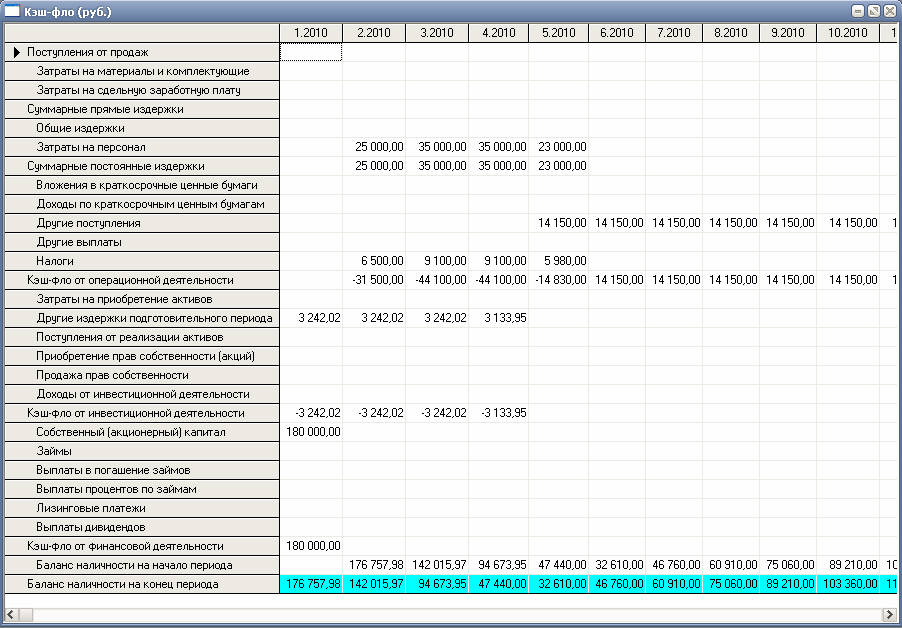 Кэш-фло (руб.)
1.2010 2.2010 3.2010 4.2010 5.2010 6.2010 7.2010 8.2010 9.2010 10.2010 1
Поступления от продаж
Затраты на материалы и комплектующие
Затраты на сдельную заработную плату
Суммарные прямые издержки
Общие издержки
Затраты на персонал 25 000,00 35 000,00 35 000,00 23 000,00
Суммарные постоянные издержки 25 000,00 35 000,00 35 000,00 23 000,00
Вложения в краткосрочные ценные бумаги
Доходы по краткосрочным ценным бумагам
Другие поступления 14 150,00 14 150,00 14 150,00 14 150,00 14 150,00 14 150,00 1
Другие выплаты
Налоги 6 500,00 9 100,00 9 100,00 5 980,00
Кэш-фло от операционной деятельности -31 500,00 -44 100,00 -44 100,00 -14 830,00 14 150,00 14 150,00 14 150,00 14 150,00 14 150,00 1
Затраты на приобретение активов
Другие издержки подготовительного периода 3 242,02 3 242,02 3 242,02 3 133,95
Поступления от реализации активов
Приобретение прав собственности (акций)
Продажа прав собственности
Доходы от инвестиционной деятельности
Кэш-фло от инвестиционной деятельности -3 242,02 -3 242,02 -3 242,02 -3 133,95
Собственный (акционерный) капитал 180 000,00
Займы
Выплаты в погашение займов
Выплаты процентов по займам
Лизинговые платежи
Выплаты дивидендов
Кэш-фло от финансовой деятельности 180 000,00
Баланс наличности на начало периода 176 757,98 142 015,97 94 673,95 47 440,00 32 610,00 46 760,00 60 910,00 75 060,00 89 210,00 10
Баланс наличности на конец периода 176 757,98 142 015,97 94 673,95 47 440,00 32 610,00 46 760,00 60 910,00 75 060,00 89 210,00 103 360,00 11